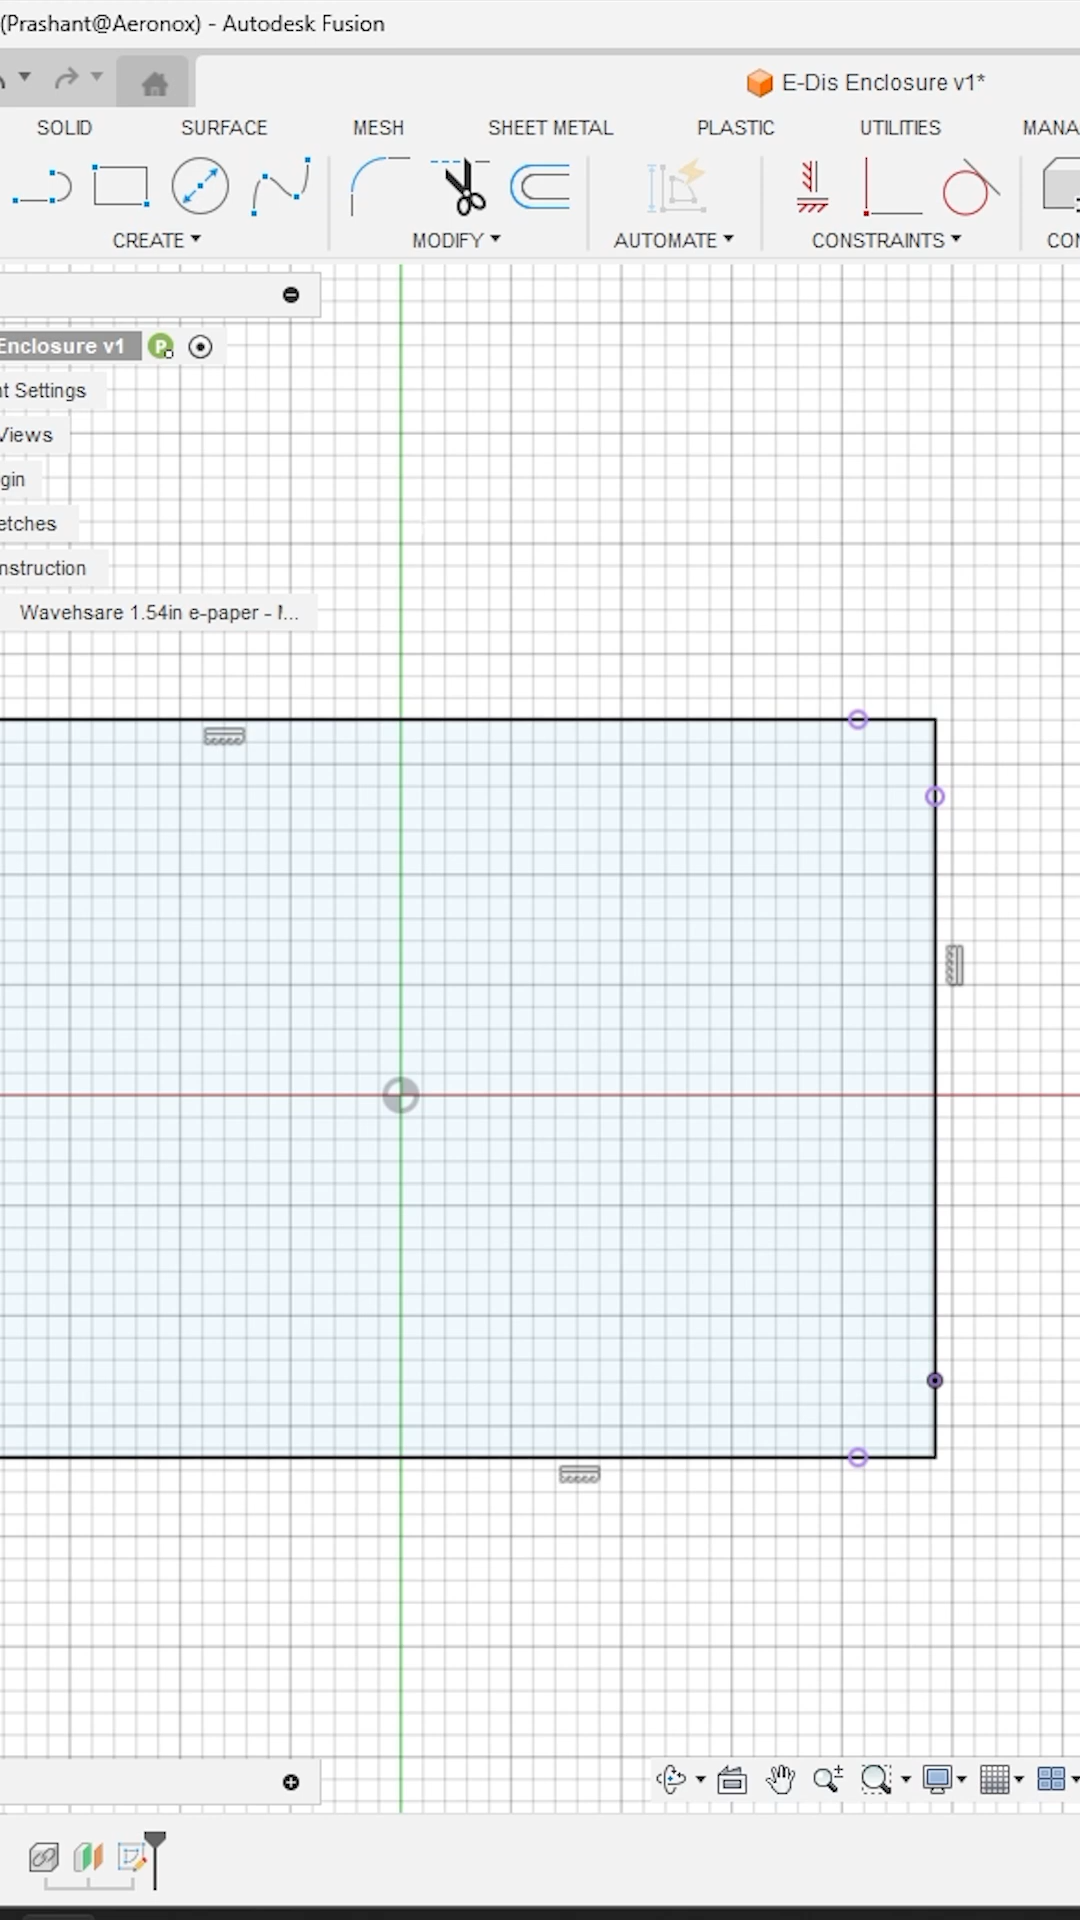 (Prashant@Aeronox) - Autodesk Fusion
E-Dis Enclosure v1*
SOLID SURFACE MESH SHEET METAL PLASTIC UTILITIES MANA
CREATE MODIFY AUTOMATE CONSTRAINTS CON
Enclosure v1 P
nt Settings
Views
gin
etches
nstruction
Wavehsare 1.54in e-paper - M...